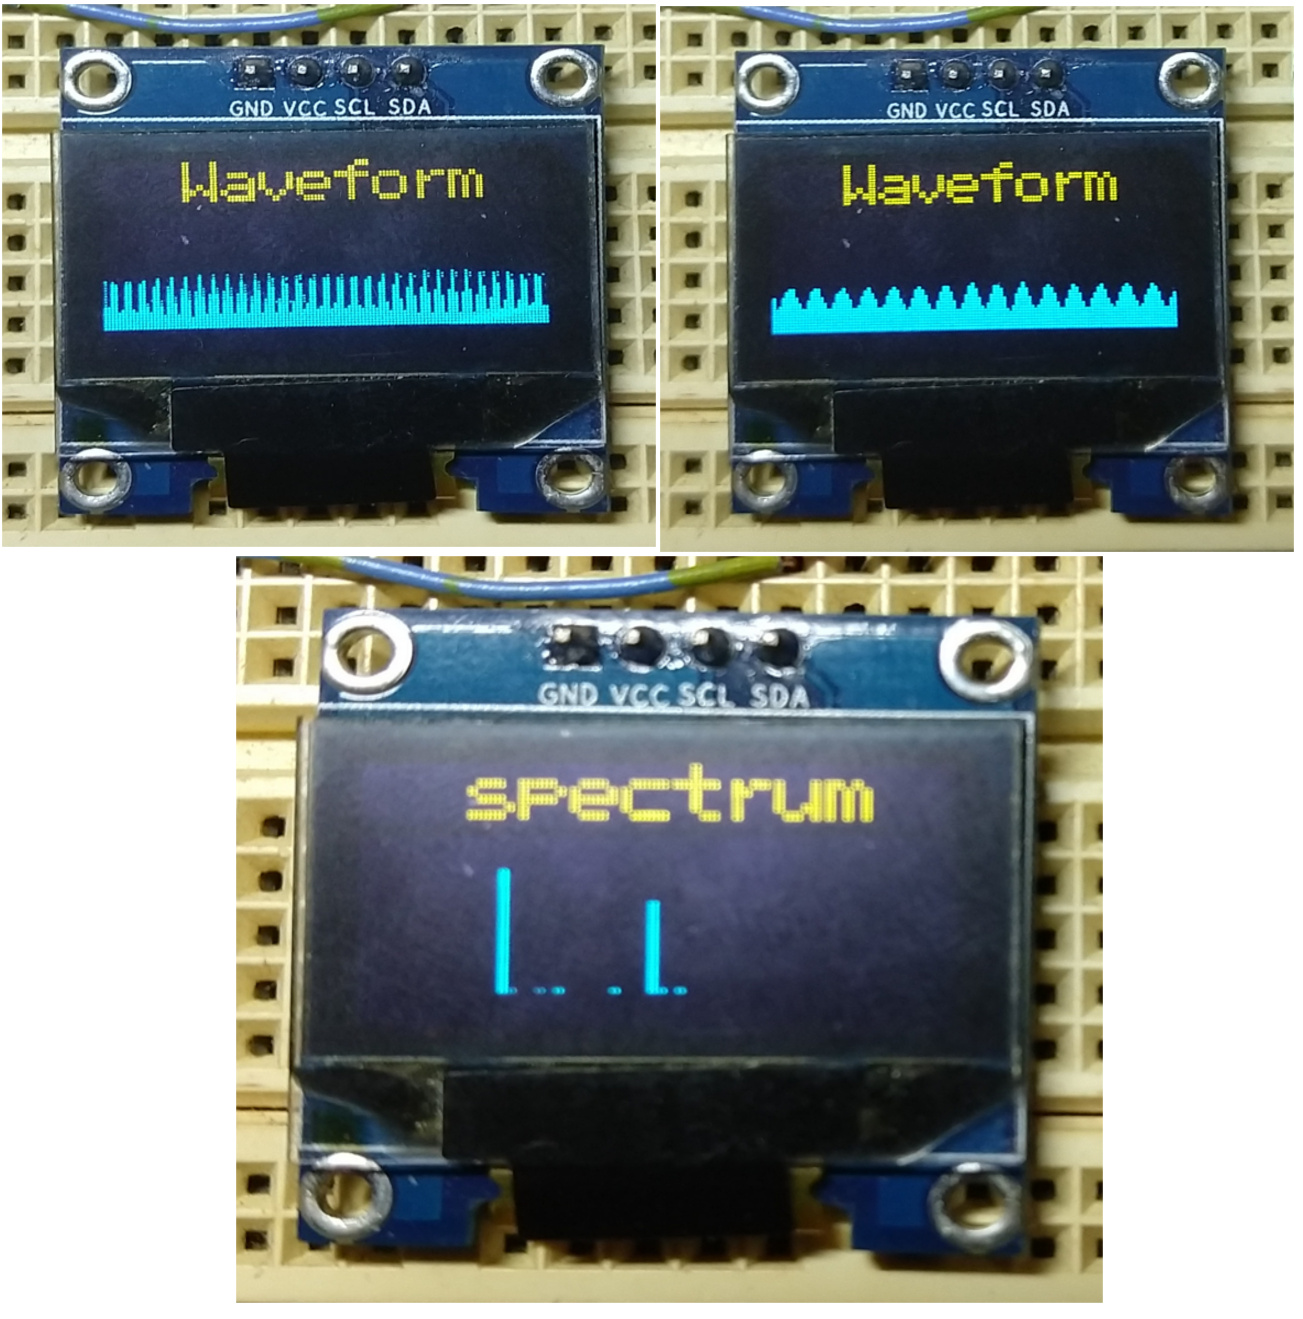 GND VCC SCL SDA
Waveform
GND VCC SCL SDA
Waveform
GND VCC SCL SDA
spectrum